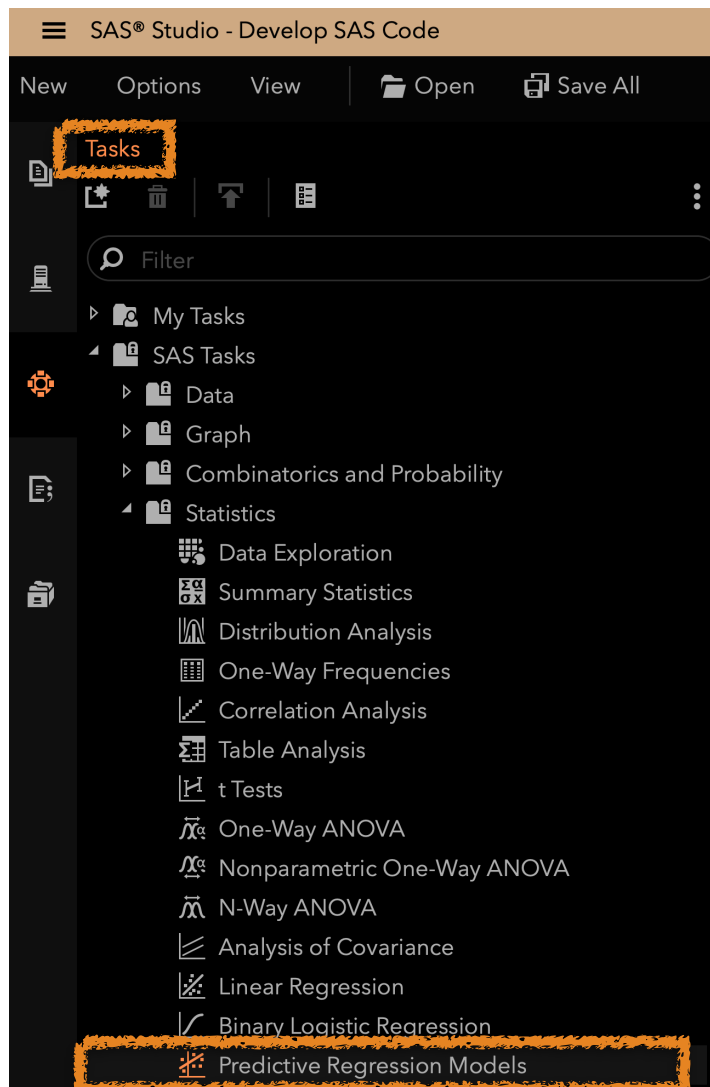 SAS® Studio - Develop SAS Code
New Options View Open Save All
Tasks
Filter
My Tasks
SAS Tasks
Data
Graph
Combinatorics and Probability
Statistics
Data Exploration
Summary Statistics
Distribution Analysis
One-Way Frequencies
Correlation Analysis
Table Analysis
t Tests
One-Way ANOVA
Nonparametric One-Way ANOVA
N-Way ANOVA
Analysis of Covariance
Linear Regression
Binary Logistic Regression
Predictive Regression Models